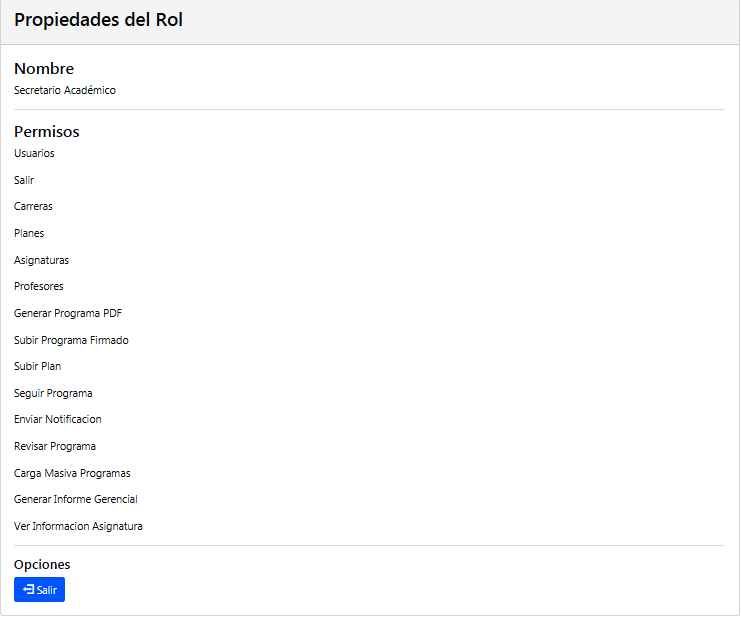 Propiedades del Rol
Nombre
Secretario Académico
Permisos
Usuarios
Salir
Carreras
Planes
Asignaturas
Profesores
Generar Programa PDF
Subir Programa Firmado
Subir Plan
Seguir Programa
Enviar Notificacion
Revisar Programa
Carga Masiva Programas
Generar Informe Gerencial
Ver Informacion Asignatura
Opciones
Salir